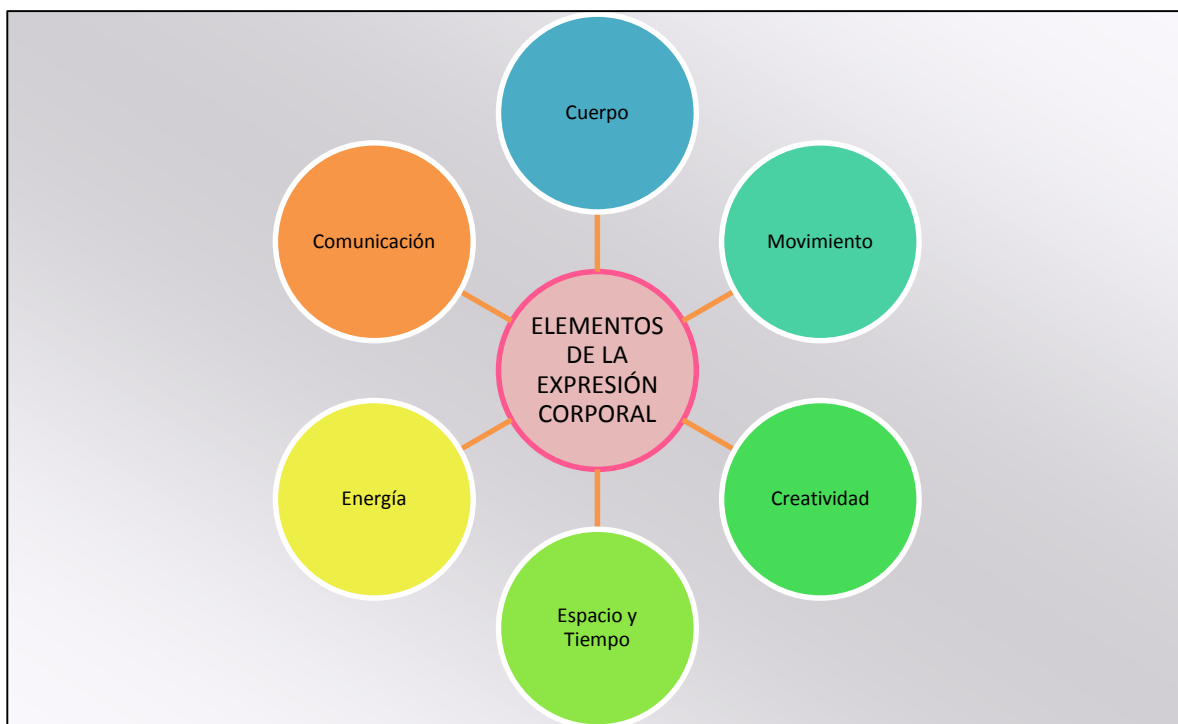 Cuerpo
Comunicación
Movimiento
ELEMENTOS
DE LA
EXPRESIÓN
CORPORAL
Energía
Creatividad
Espacio y
Tiempo